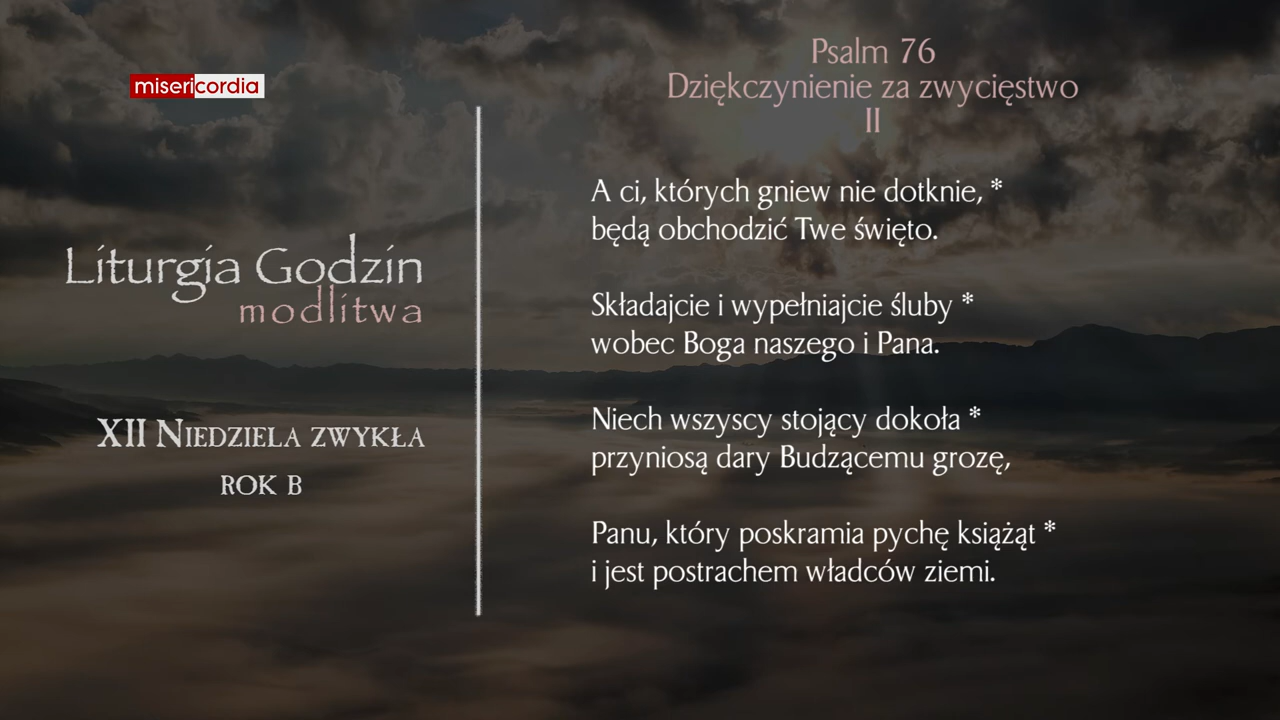 misericordia
Liturgia Godzin
modlitwa
XII Niedziela zwykła
rok B
Psalm 76
Dziękczynienie za zwycięstwo
II
A ci, których gniew nie dotknie, *
będą obchodzić Twe święto.
Składajcie i wypełniajcie śluby *
wobec Boga naszego i Pana.
Niech wszyscy stojący dokoła *
przyniosą dary Budzącemu grozę,
Panu, który poskramia pychę książąt *
i jest postrachem władców ziemi.